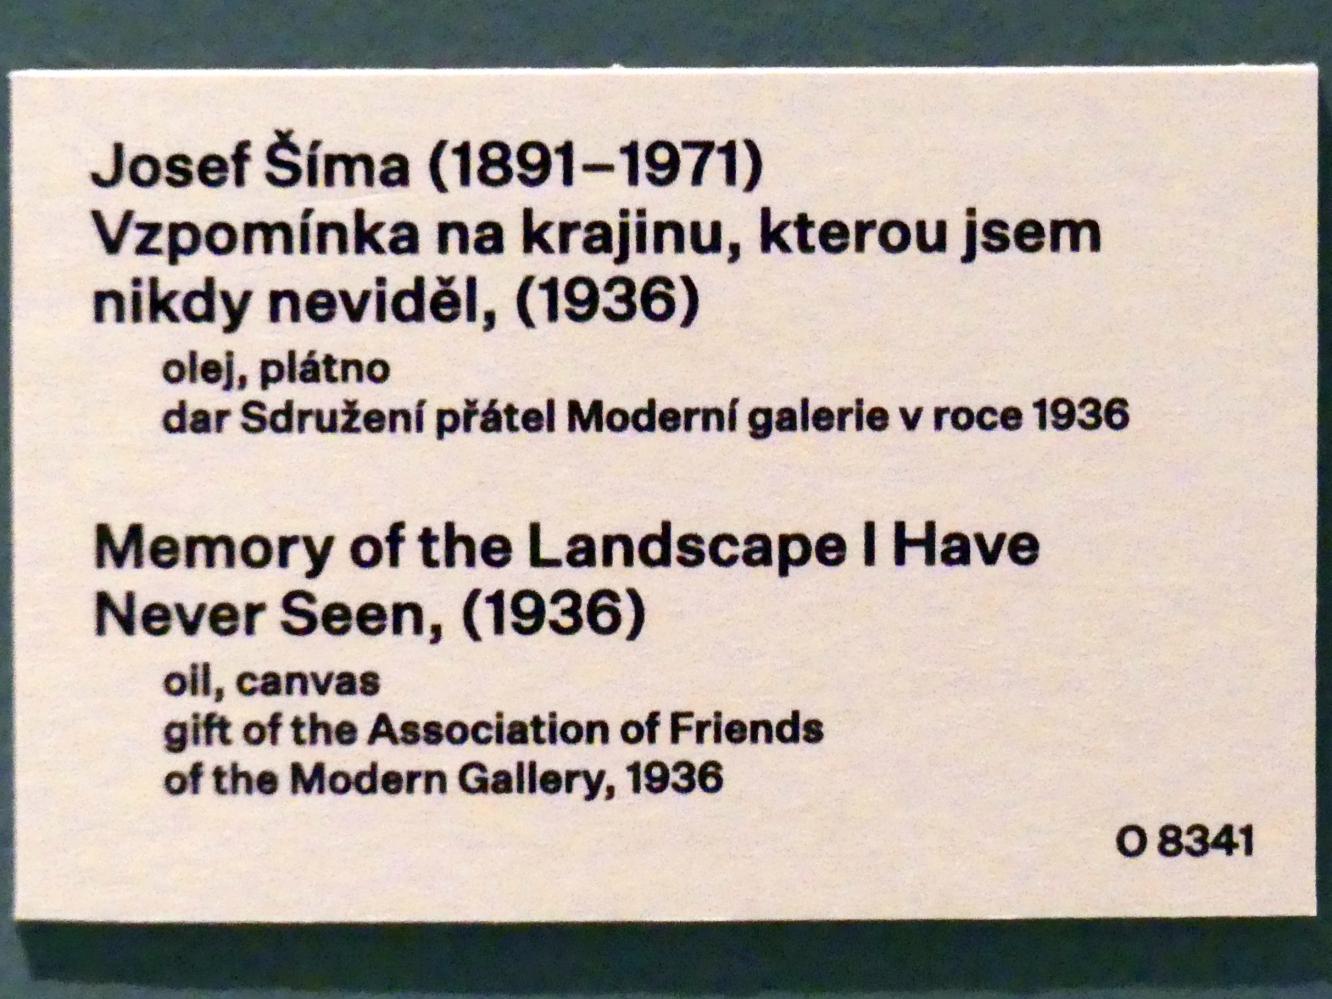 Josef Šíma (1891–1971)
Vzpomínka na krajinu, kterou jsem
nikdy neviděl, (1936)
olej, plátno
dar Sdružení přátel Moderní galerie v roce 1936
Memory of the Landscape I Have
Never Seen, (1936)
oil, canvas
gift of the Association of Friends
of the Modern Gallery, 1936
O 8341